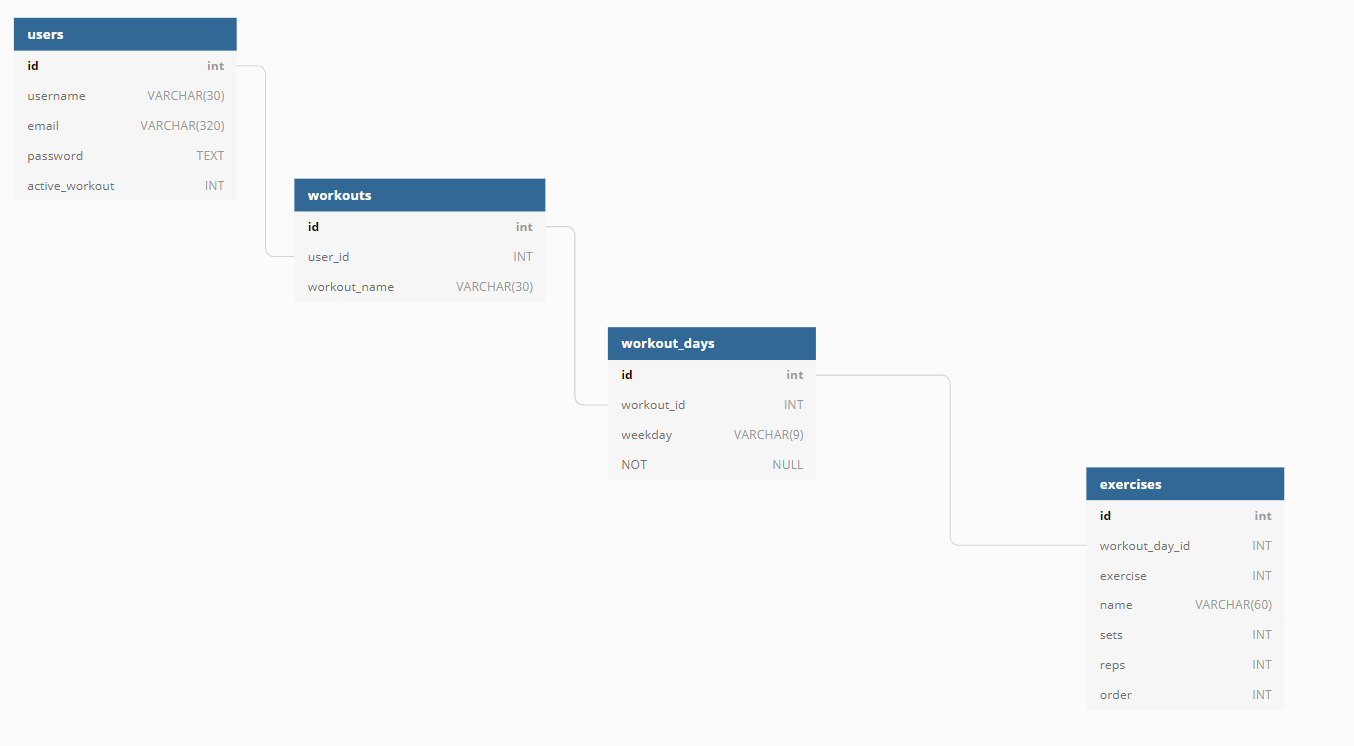 users
id int
username VARCHAR(30)
email VARCHAR(320)
password TEXT
active_workout INT
workouts
id int
user_id INT
workout_name VARCHAR(30)
workout_days
id int
workout_id INT
weekday VARCHAR(9)
NOT NULL
exercises
id int
workout_day_id INT
exercise INT
name VARCHAR(60)
sets INT
reps INT
order INT